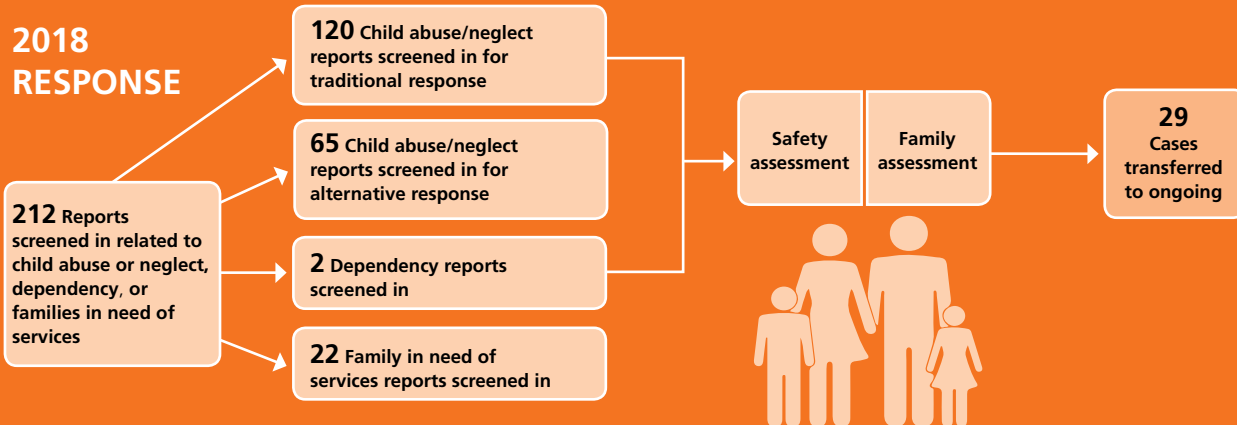 2018
RESPONSE
212 Reports
screened in related to
child abuse or neglect,
dependency, or
families in need of
services
120 Child abuse/neglect
reports screened in for
traditional response
65 Child abuse/neglect
reports screened in for
alternative response
2 Dependency reports
screened in
22 Family in need of
services reports screened in
Safety
assessment
Family
assessment
29
Cases
transferred
to ongoing